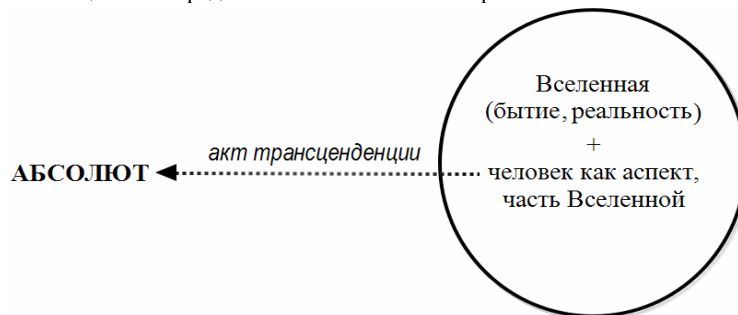 Вселенная
(бытие, реальность)
+
акт трансценденции
АБСОЛЮТ
человек как аспект,
часть Вселенной